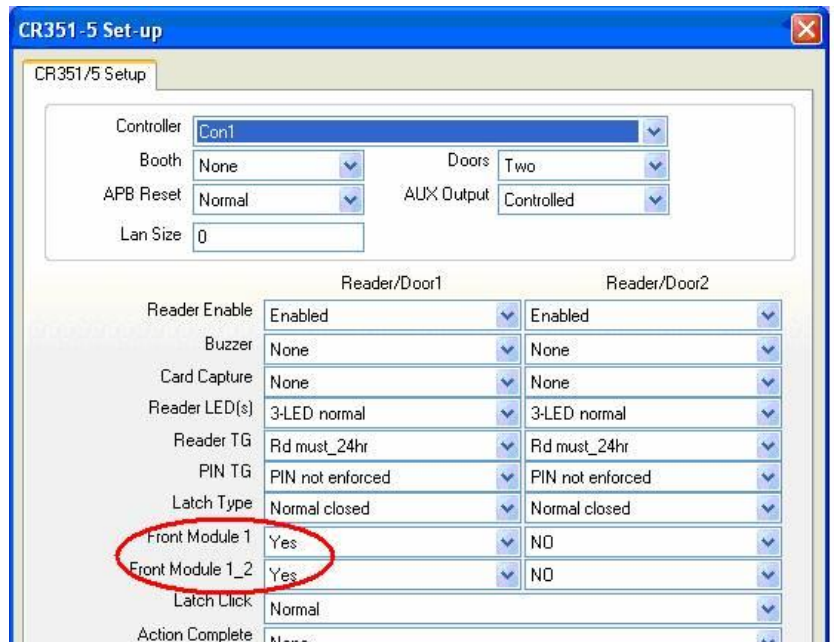 CR351-5 Set-up
CR351/5 Setup
Controller Con1
Booth None Doors Two
APB Reset Normal AUX Output Controlled
Lan Size 0
Reader/Door1 Reader/Door2
Reader Enable Enabled Enabled
Buzzer None None
Card Capture None None
Reader LED(s) 3-LED normal 3-LED normal
Reader TG Rd must_24hr Rd must_24hr
PIN TG PIN not enforced PIN not enforced
Latch Type Normal closed Normal closed
Front Module 1 Yes NO
Front Module 1_2 Yes NO
Latch Click Normal
Action Complete None